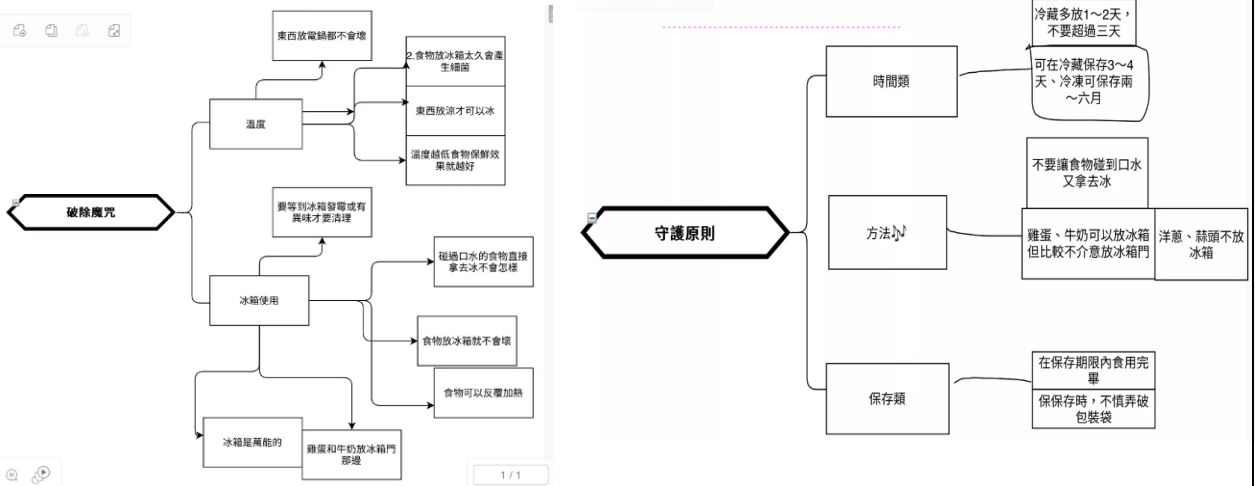 東西放電鍋都不會壞
2.食物放冰箱太久會產
生細菌
東西放涼才可以冰
溫度
溫度越低食物保鮮效
果就越好
破除魔咒
要等到冰箱發霉或有
異味才要清理
碰過口水的食物直接
拿去冰不會怎樣
冰箱使用
食物放冰箱就不會壞
食物可以反覆加熱
冰箱是萬能的
雞蛋和牛奶放冰箱門
那邊
1 / 1
冷藏多放1～2天，
不要超過三天
時間類
可在冷藏保存3～4
天、冷凍可保存兩
～六月
不要讓食物碰到口水
又拿去冰
守護原則
方法🎶
雞蛋、牛奶可以放冰箱
但比較不介意放冰箱門
洋蔥、蒜頭不放
冰箱
在保存期限內食用完
畢
保存類
保保存時，不慎弄破
包裝袋